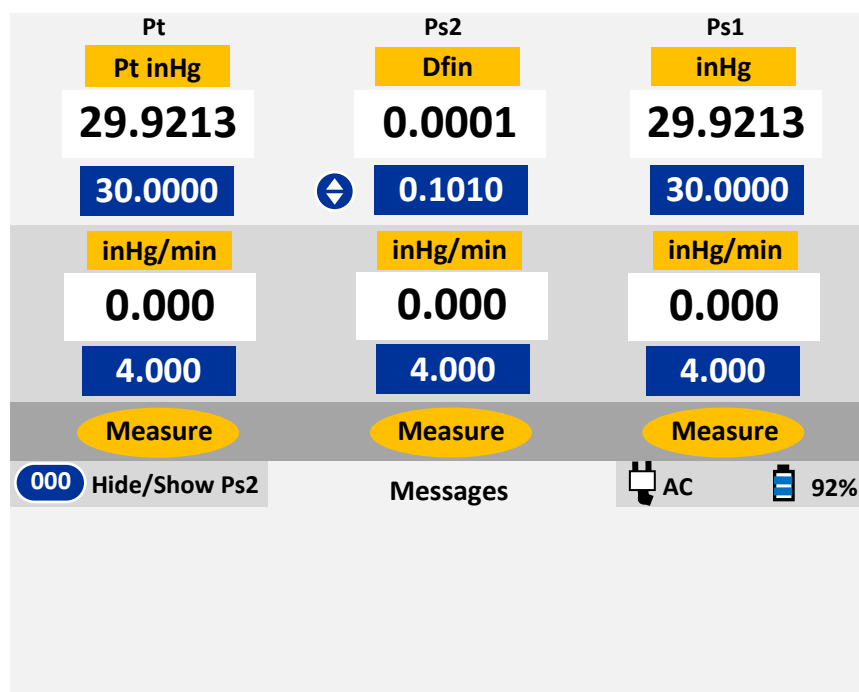 Pt Ps2 Ps1
Pt inHg Dfin inHg
29.9213 0.0001 29.9213
30.0000 0.1010 30.0000
inHg/min inHg/min inHg/min
0.000 0.000 0.000
4.000 4.000 4.000
Measure Measure Measure
000 Hide/Show Ps2 Messages AC 92%